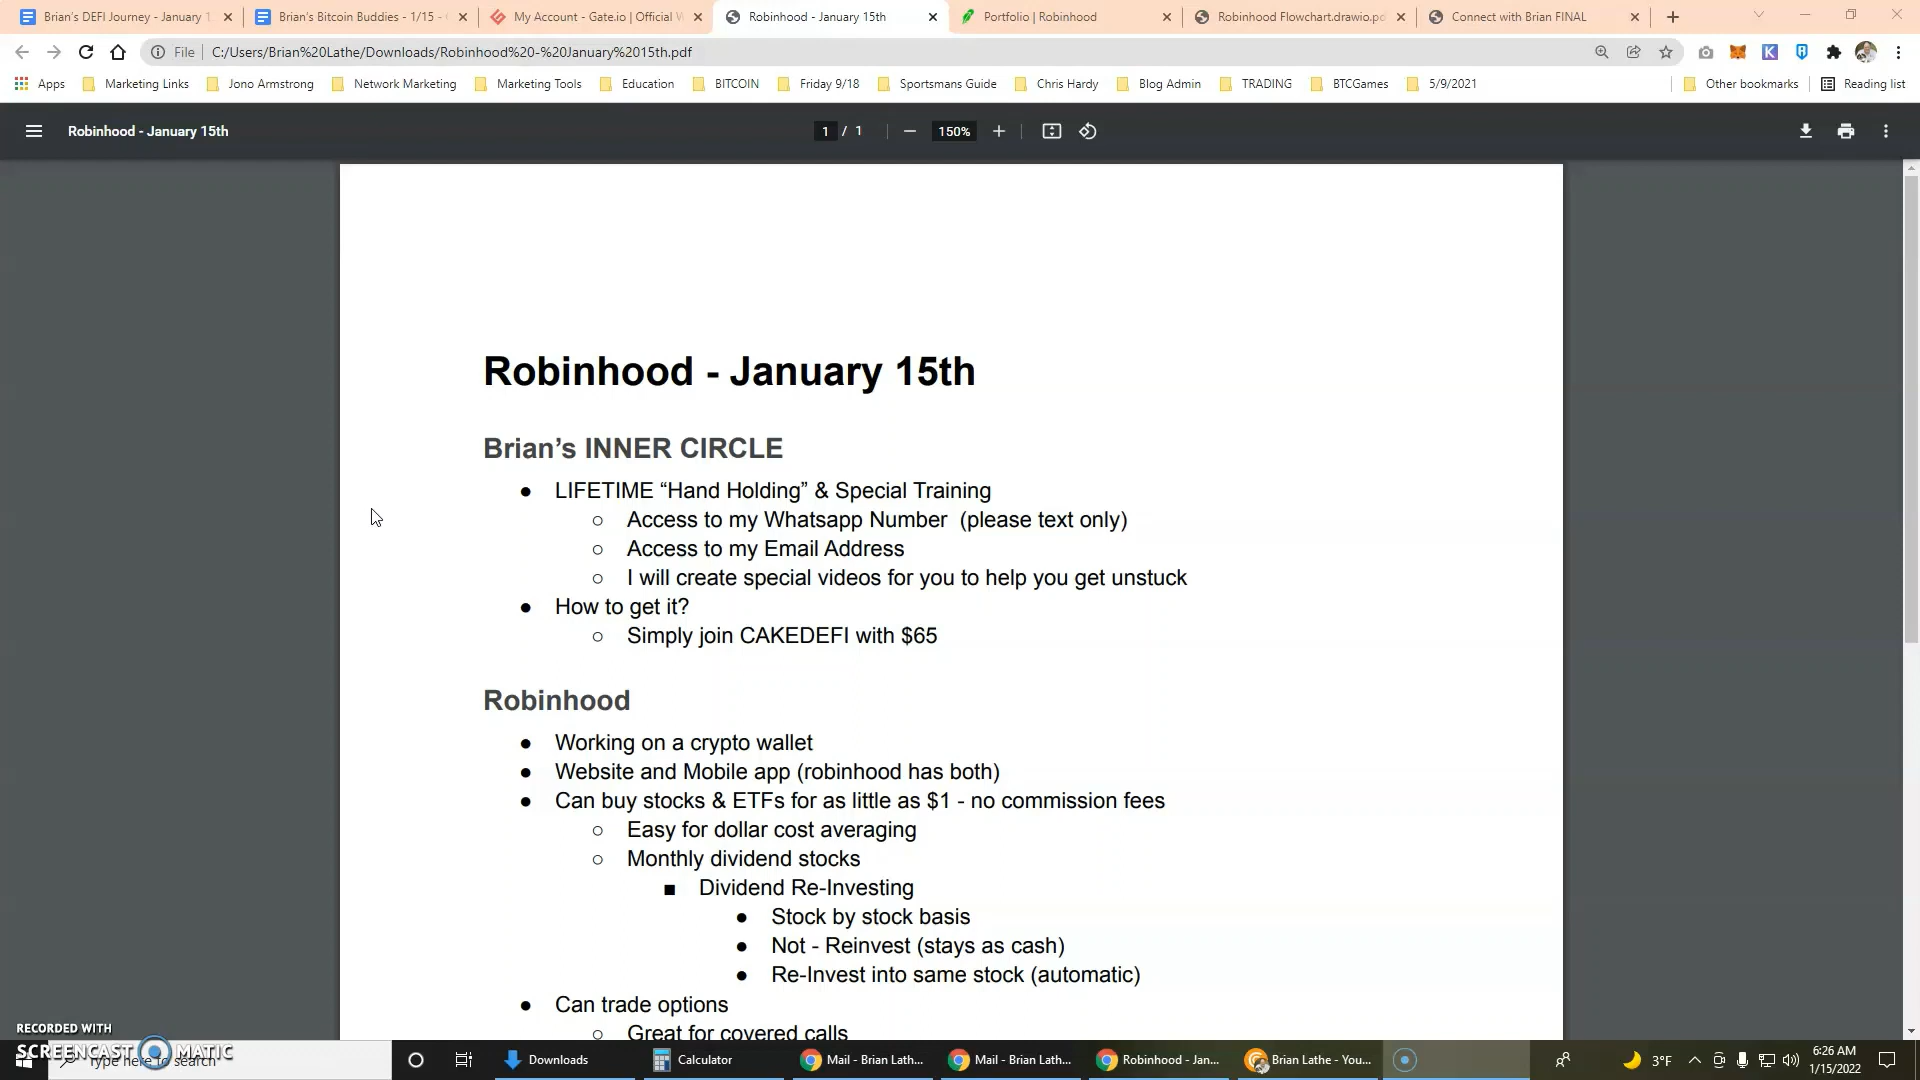 Brian's DEFI Journey - January 1
Brian's Bitcoin Buddies - 1/15 -
My Account - Gate.io | Official W
Robinhood - January 15th
Portfolio | Robinhood
Robinhood Flowchart.drawio.pd
Connect with Brian FINAL
File
C:/Users/Brian%20Lathe/Downloads/Robinhood%20-%20January%2015th.pdf
Apps
Marketing Links
Jono Armstrong
Network Marketing
Marketing Tools
Education
BITCOIN
Friday 9/18
Sportsmans Guide
Chris Hardy
Blog Admin
TRADING
BTCGames
5/9/2021
Other bookmarks
Reading list
Robinhood - January 15th
1 / 1
150%
Robinhood - January 15th
Brian’s INNER CIRCLE
● LIFETIME “Hand Holding” & Special Training
○ Access to my Whatsapp Number (please text only)
○ Access to my Email Address
○ I will create special videos for you to help you get unstuck
● How to get it?
○ Simply join CAKEDEFI with $65
Robinhood
● Working on a crypto wallet
● Website and Mobile app (robinhood has both)
● Can buy stocks & ETFs for as little as $1 - no commission fees
○ Easy for dollar cost averaging
○ Monthly dividend stocks
■ Dividend Re-Investing
● Stock by stock basis
● Not - Reinvest (stays as cash)
● Re-Invest into same stock (automatic)
● Can trade options
○ Great for covered calls
RECORDED WITH
SCREENCAST MATIC
Type here to search
Downloads
Calculator
Mail - Brian Lath...
Mail - Brian Lath...
Robinhood - Jan...
Brian Lathe - You...
3°F
6:26 AM
1/15/2022